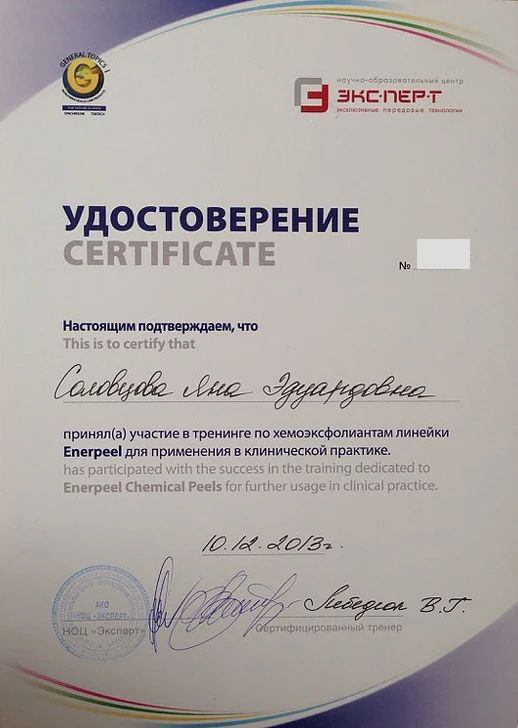 GENERAL TOPICS
SYNCHROLINE TEBITECH
научно-образовательный центр
ЭКС·ПЕР·Т
эксклюзивные передовые технологии
УДОСТОВЕРЕНИЕ
CERTIFICATE
№
Настоящим подтверждаем, что
This is to certify that
Соловцова Яна Эдуардовна
принял(а) участие в тренинге по хемоэксфолиантам линейки
Enerpeel для применения в клинической практике.
has participated with the success in the training dedicated to
Enerpeel Chemical Peels for further usage in clinical practice.
10.12.2013г.
АНО
«НОЦ «ЭКСПЕРТ»
НОЦ «Эксперт»
В.Г.
Сертифицированный тренер